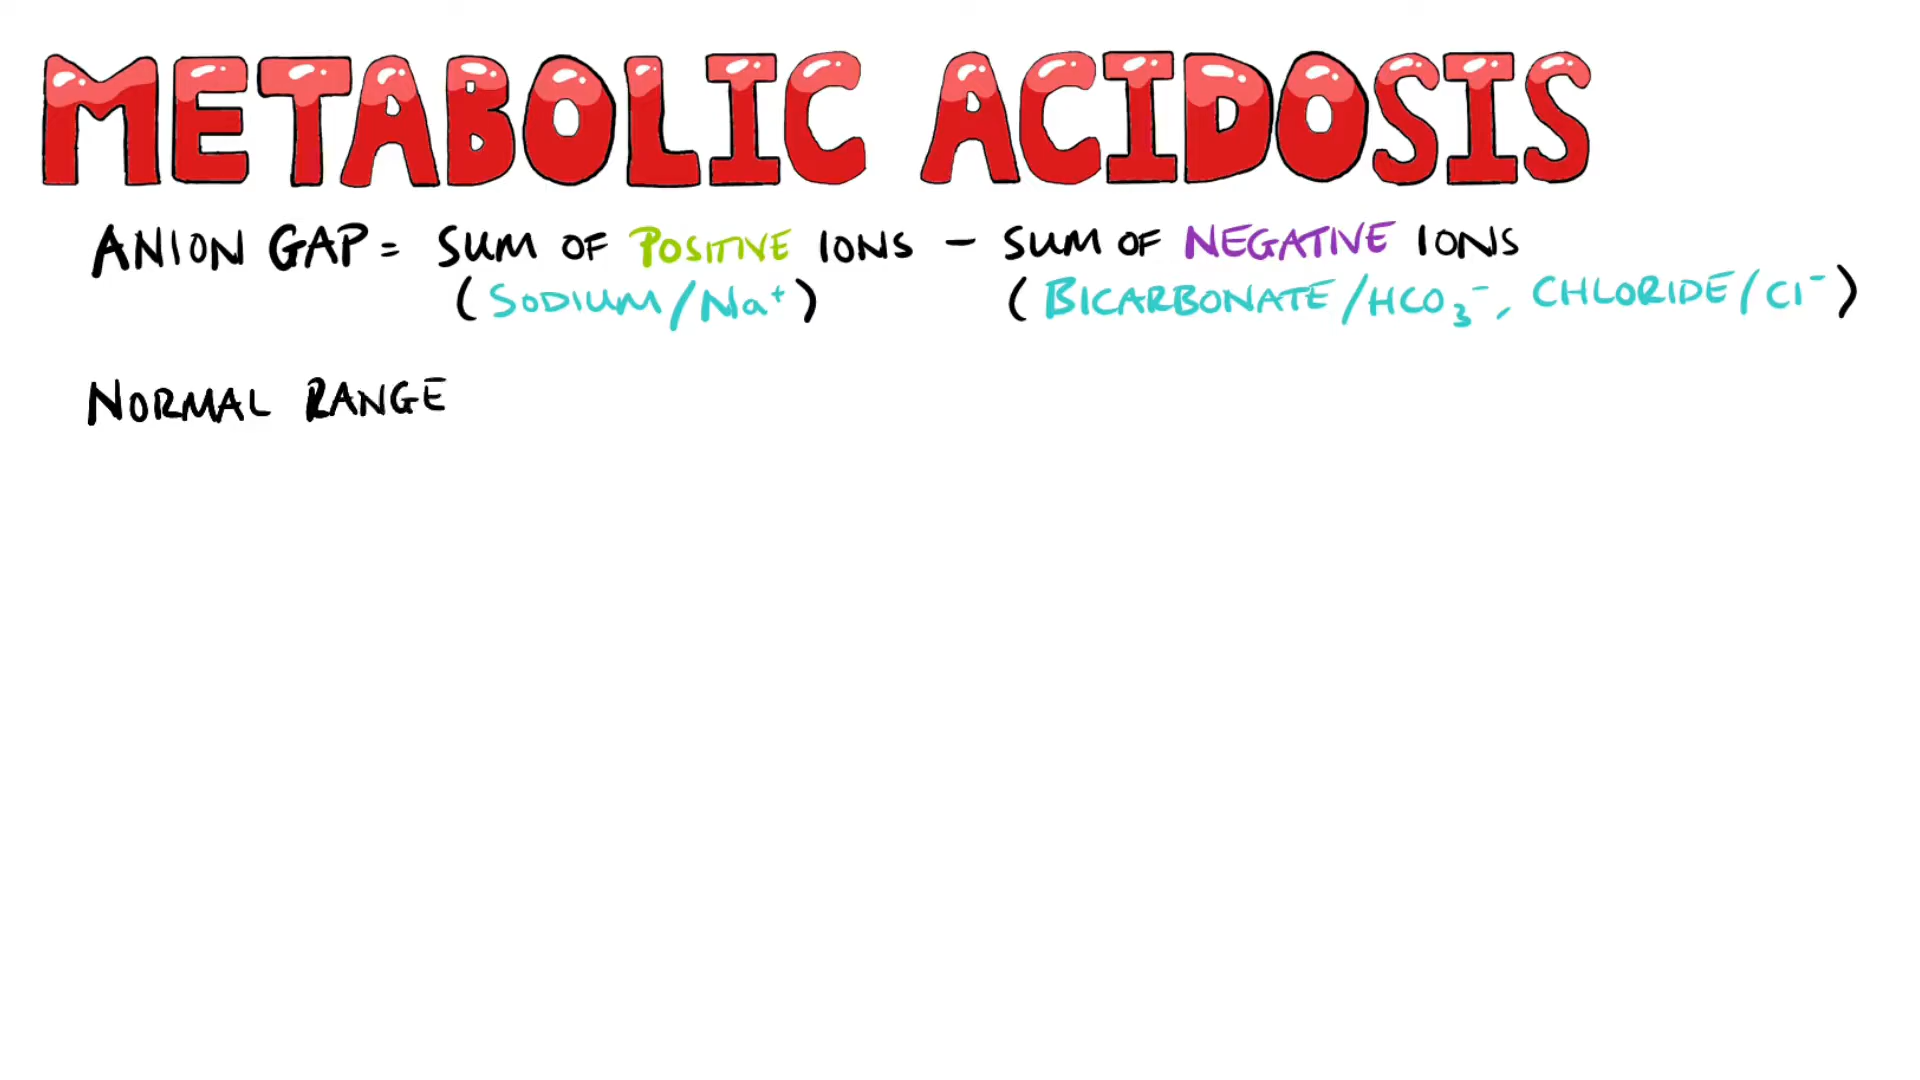 METABOLIC ACIDOSIS
ANION GAP = SUM OF POSITIVE IONS – SUM OF NEGATIVE IONS
(SODIUM/Na⁺) (BICARBONATE/HCO₃⁻, CHLORIDE/Cl⁻)
NORMAL RANGE